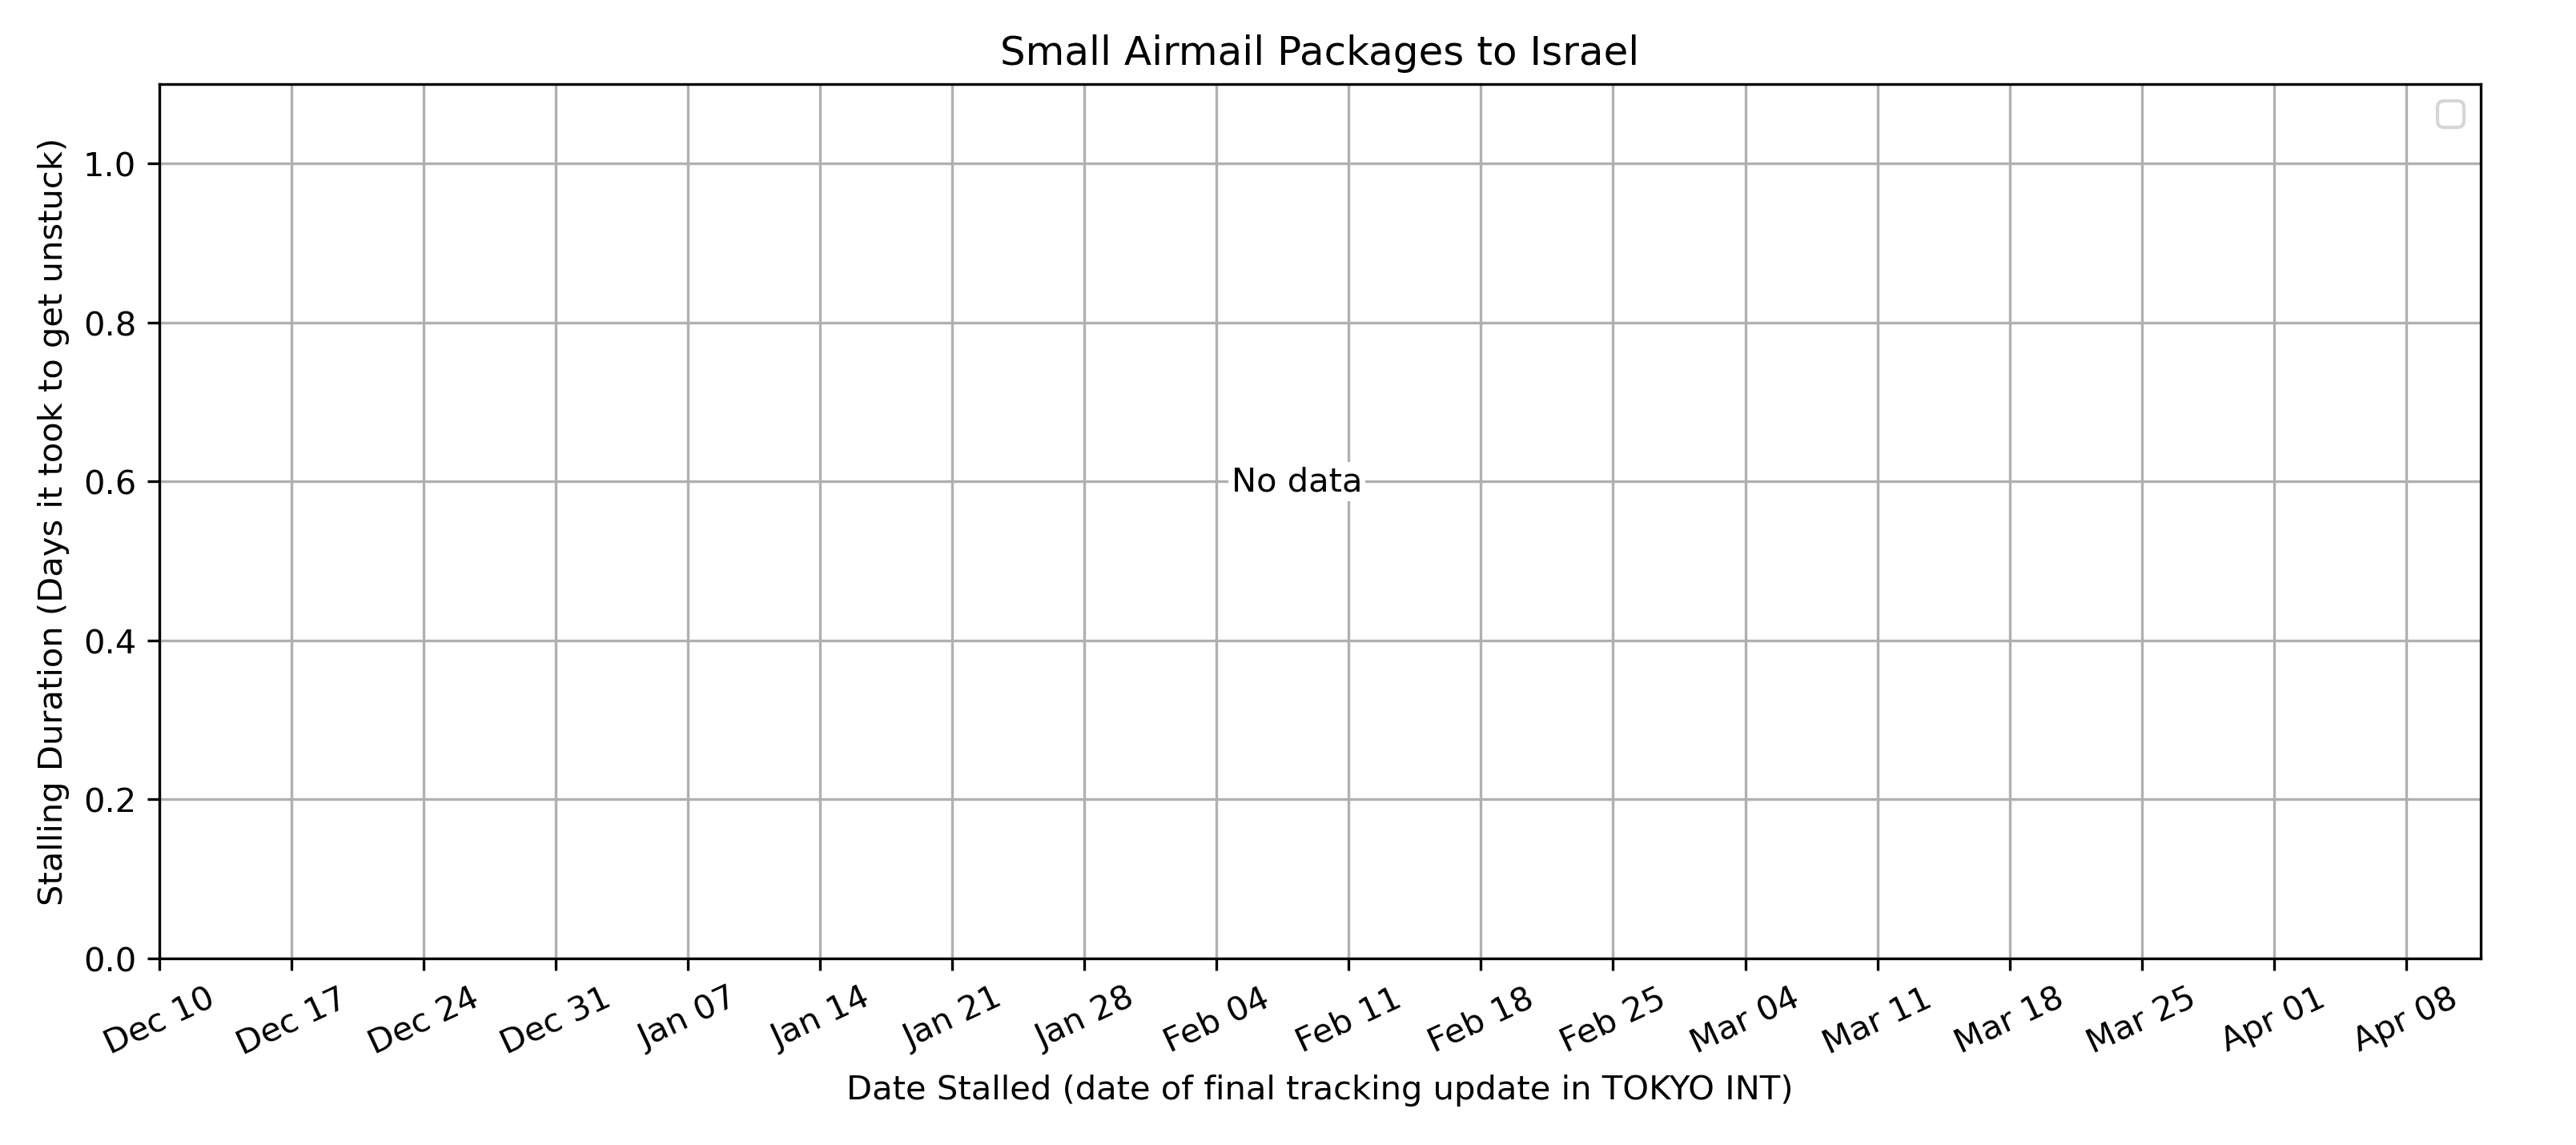 Small Airmail Packages to Israel
Stalling Duration (Days it took to get unstuck)
1.0
0.8
0.6
0.4
0.2
0.0
No data
Dec 10
Dec 17
Dec 24
Dec 31
Jan 07
Jan 14
Jan 21
Jan 28
Feb 04
Feb 11
Feb 18
Feb 25
Mar 04
Mar 11
Mar 18
Mar 25
Apr 01
Apr 08
Date Stalled (date of final tracking update in TOKYO INT)